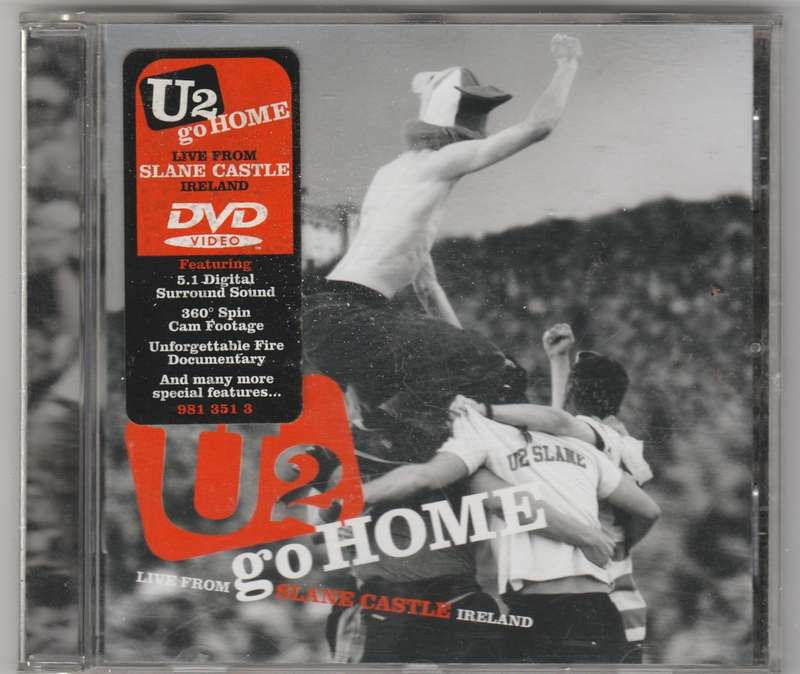 U2
go HOME
LIVE FROM
SLANE CASTLE
IRELAND
DVD
VIDEO
Featuring
5.1 Digital
Surround Sound
360° Spin
Cam Footage
Unforgettable Fire
Documentary
And many more
special features...
981 351 3
U2 SLANE
U2
go HOME
LIVE FROM SLANE CASTLE IRELAND